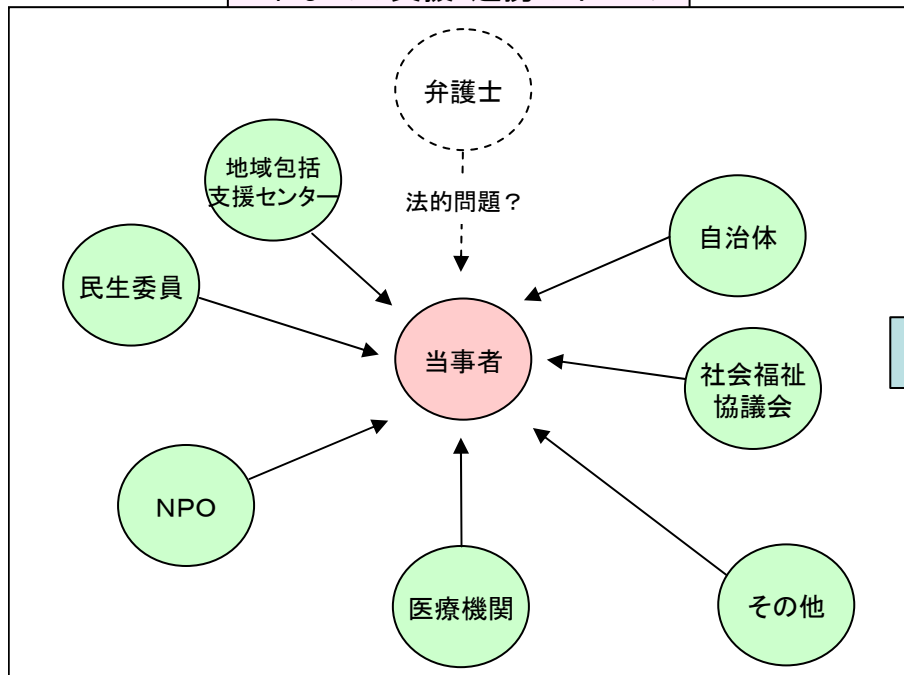 弁護士
地域包括
支援センター
法的問題？
自治体
民生委員
当事者
社会福祉
協議会
NPO
医療機関
その他